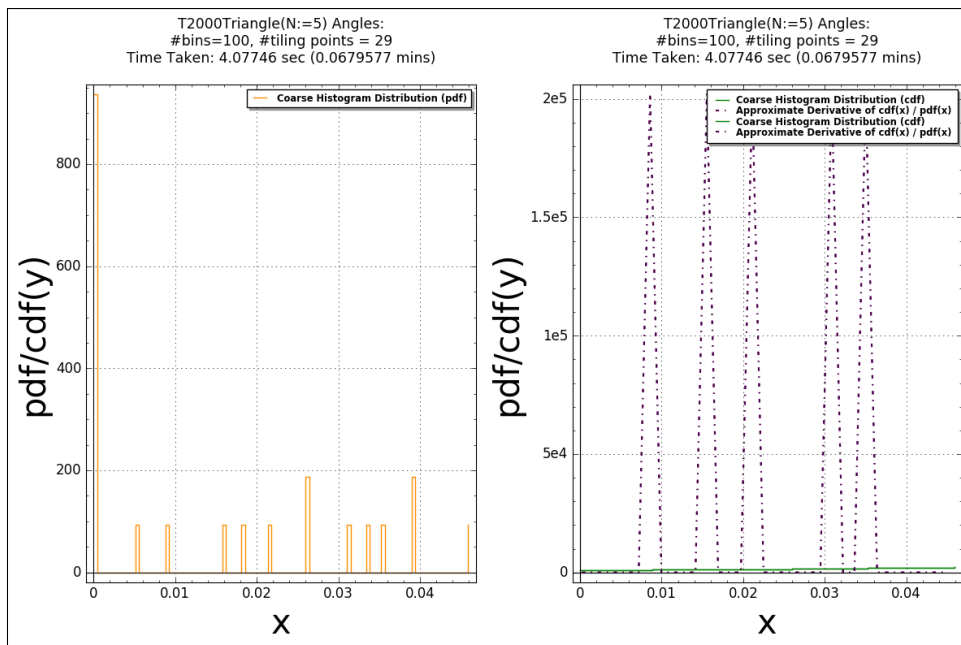 T2000Triangle(N:=5) Angles:
#bins=100, #tiling points = 29
Time Taken: 4.07746 sec (0.0679577 mins)
Coarse Histogram Distribution (pdf)
800
600
400
200
0
pdf/cdf(y)
0
0.01
0.02
0.03
0.04
x
T2000Triangle(N:=5) Angles:
#bins=100, #tiling points = 29
Time Taken: 4.07746 sec (0.0679577 mins)
Coarse Histogram Distribution (cdf)
Approximate Derivative of cdf(x) / pdf(x)
Coarse Histogram Distribution (cdf)
Approximate Derivative of cdf(x) / pdf(x)
2e5
1.5e5
1e5
5e4
0
pdf/cdf(y)
0
0.01
0.02
0.03
0.04
x